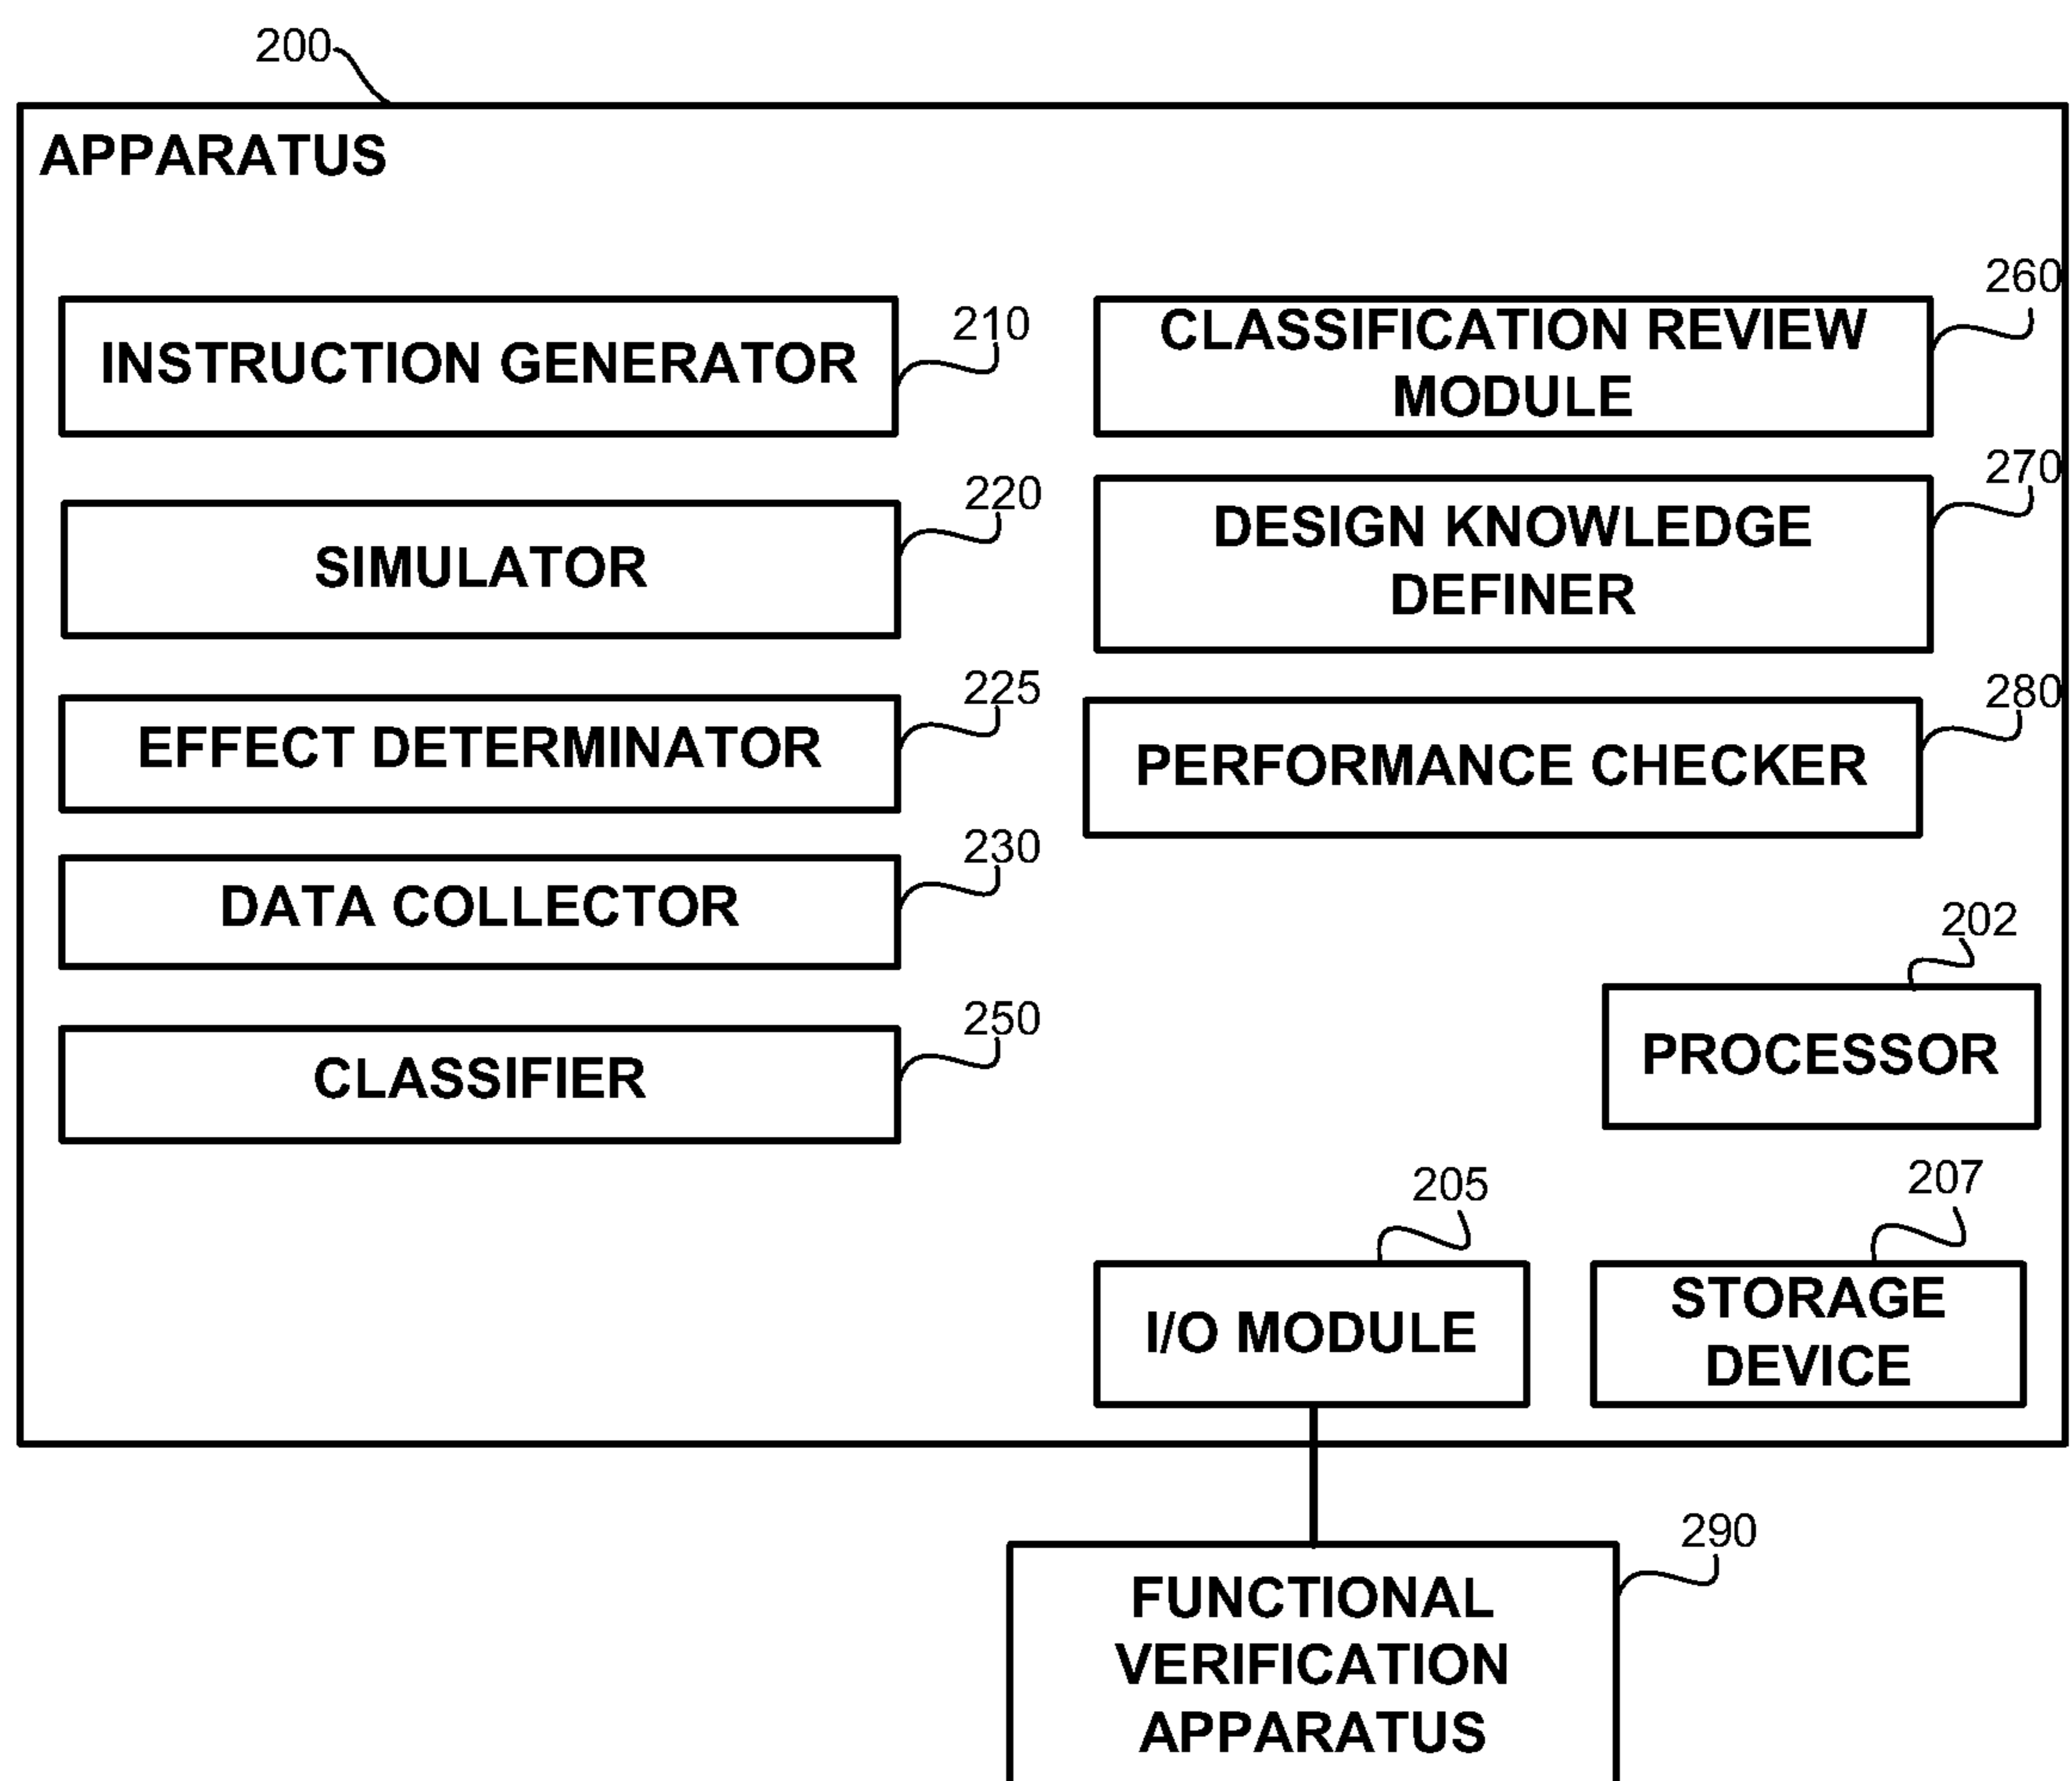 200
APPARATUS
INSTRUCTION GENERATOR
210
SIMULATOR
220
EFFECT DETERMINATOR
225
DATA COLLECTOR
230
CLASSIFIER
250
CLASSIFICATION REVIEW
MODULE
260
DESIGN KNOWLEDGE
DEFINER
270
PERFORMANCE CHECKER
280
202
PROCESSOR
205
I/O MODULE
207
STORAGE
DEVICE
290
FUNCTIONAL
VERIFICATION
APPARATUS